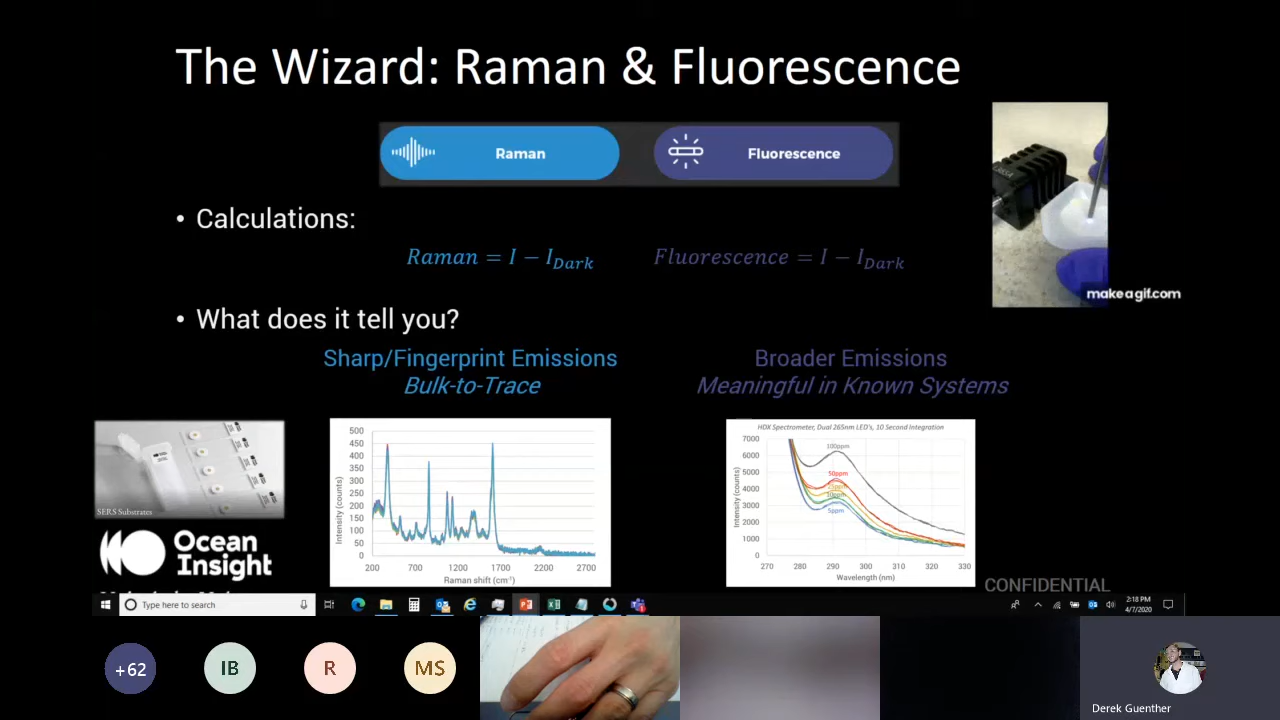 The Wizard: Raman & Fluorescence
Raman
Fluorescence
• Calculations:
Raman = I − I_Dark
Fluorescence = I − I_Dark
makeagif.com
• What does it tell you?
Sharp/Fingerprint Emissions
Bulk-to-Trace
Broader Emissions
Meaningful in Known Systems
SERS Substrates
Ocean
Insight
500
450
400
350
300
250
200
150
100
50
0
Intensity (counts)
200
700
1200
1700
2200
2700
Raman shift (cm⁻¹)
HDX Spectrometer, Dual 265nm LED's, 10 Second Integration
7000
6000
5000
4000
3000
2000
1000
0
Intensity (counts)
100ppm
50ppm
5ppm
270
280
290
300
310
320
330
Wavelength (nm)
CONFIDENTIAL
Type here to search
2:18 PM
4/7/2020
+62
IB
R
MS
Derek Guenther